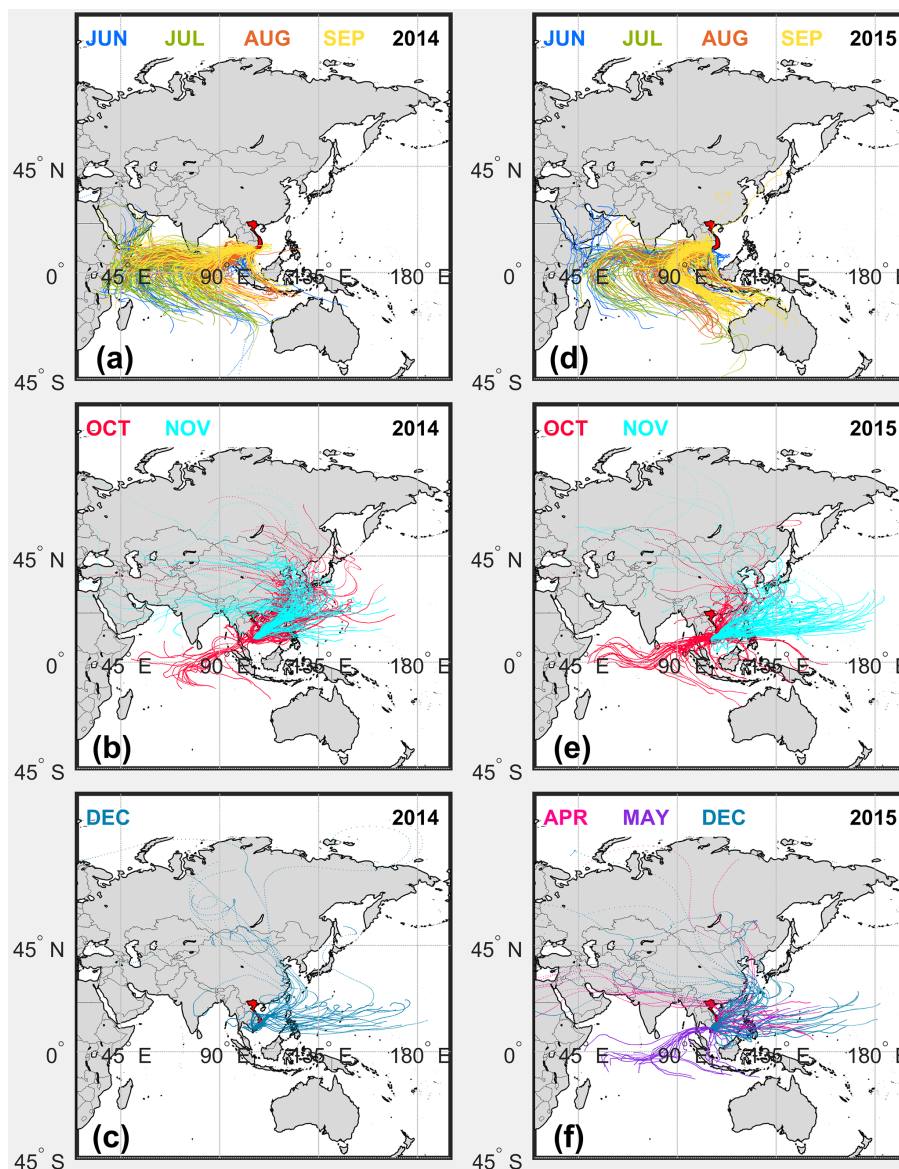 JUN JUL AUG SEP 2014
45° N
0°
45 E 90 E 135 E 180 E
45° S
(a)
JUN JUL AUG SEP 2015
45° N
0°
45 E 90 E 135 E 180 E
45° S
(d)
OCT NOV 2014
45° N
0°
45 E 90 E 135 E 180 E
45° S
(b)
OCT NOV 2015
45° N
0°
45 E 90 E 135 E 180 E
45° S
(e)
DEC 2014
45° N
0°
45 E 90 E 135 E 180 E
45° S
(c)
APR MAY DEC 2015
45° N
0°
45 E 90 E 135 E 180 E
45° S
(f)